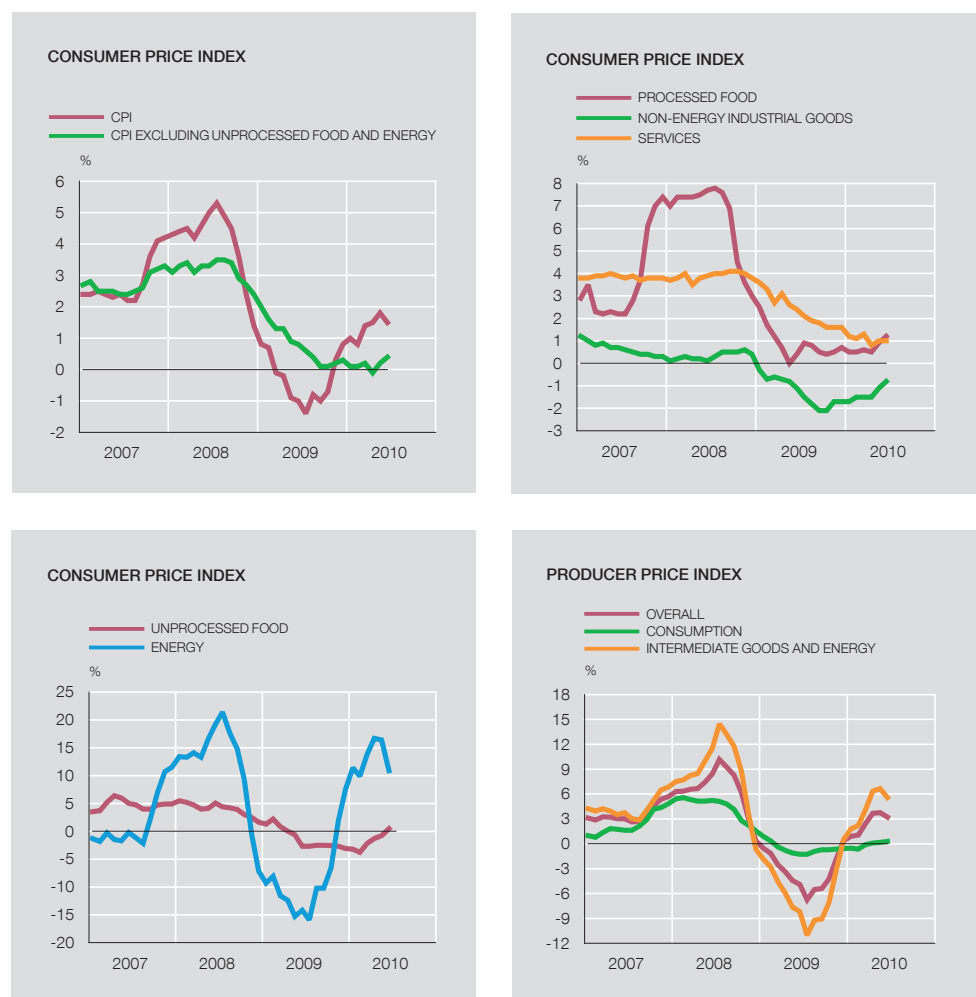 CONSUMER PRICE INDEX
CPI
CPI EXCLUDING UNPROCESSED FOOD AND ENERGY
%
6
5
4
3
2
1
0
-1
-2
2007 2008 2009 2010
CONSUMER PRICE INDEX
PROCESSED FOOD
NON-ENERGY INDUSTRIAL GOODS
SERVICES
%
8
7
6
5
4
3
2
1
0
-1
-2
-3
2007 2008 2009 2010
CONSUMER PRICE INDEX
UNPROCESSED FOOD
ENERGY
%
25
20
15
10
5
0
-5
-10
-15
-20
2007 2008 2009 2010
PRODUCER PRICE INDEX
OVERALL
CONSUMPTION
INTERMEDIATE GOODS AND ENERGY
%
18
15
12
9
6
3
0
-3
-6
-9
-12
2007 2008 2009 2010